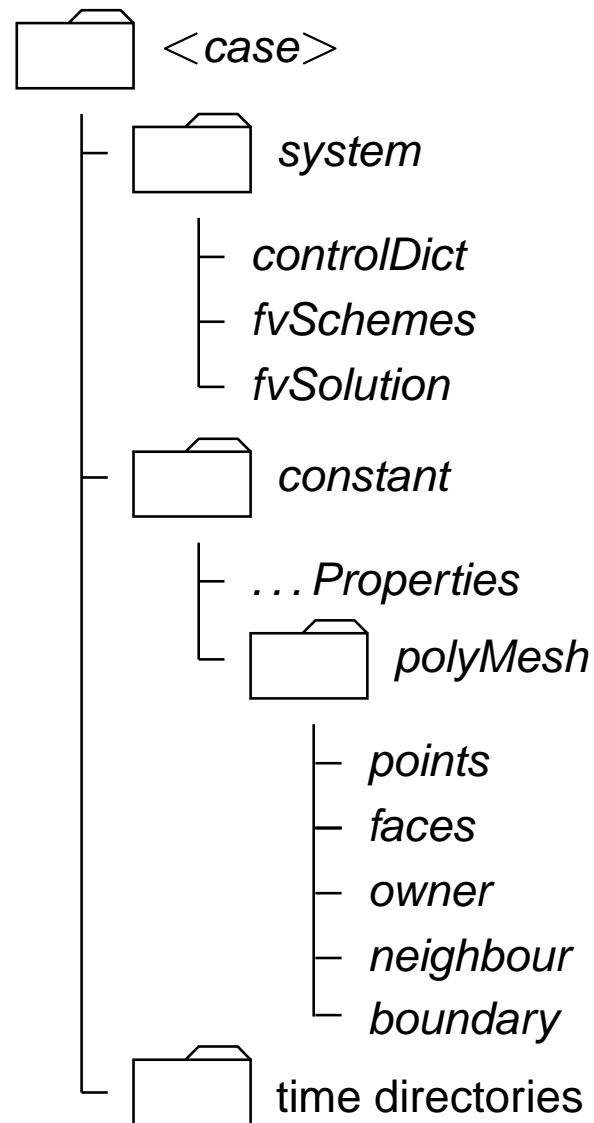 <case>
system
controlDict
fvSchemes
fvSolution
constant
...Properties
polyMesh
points
faces
owner
neighbour
boundary
time directories